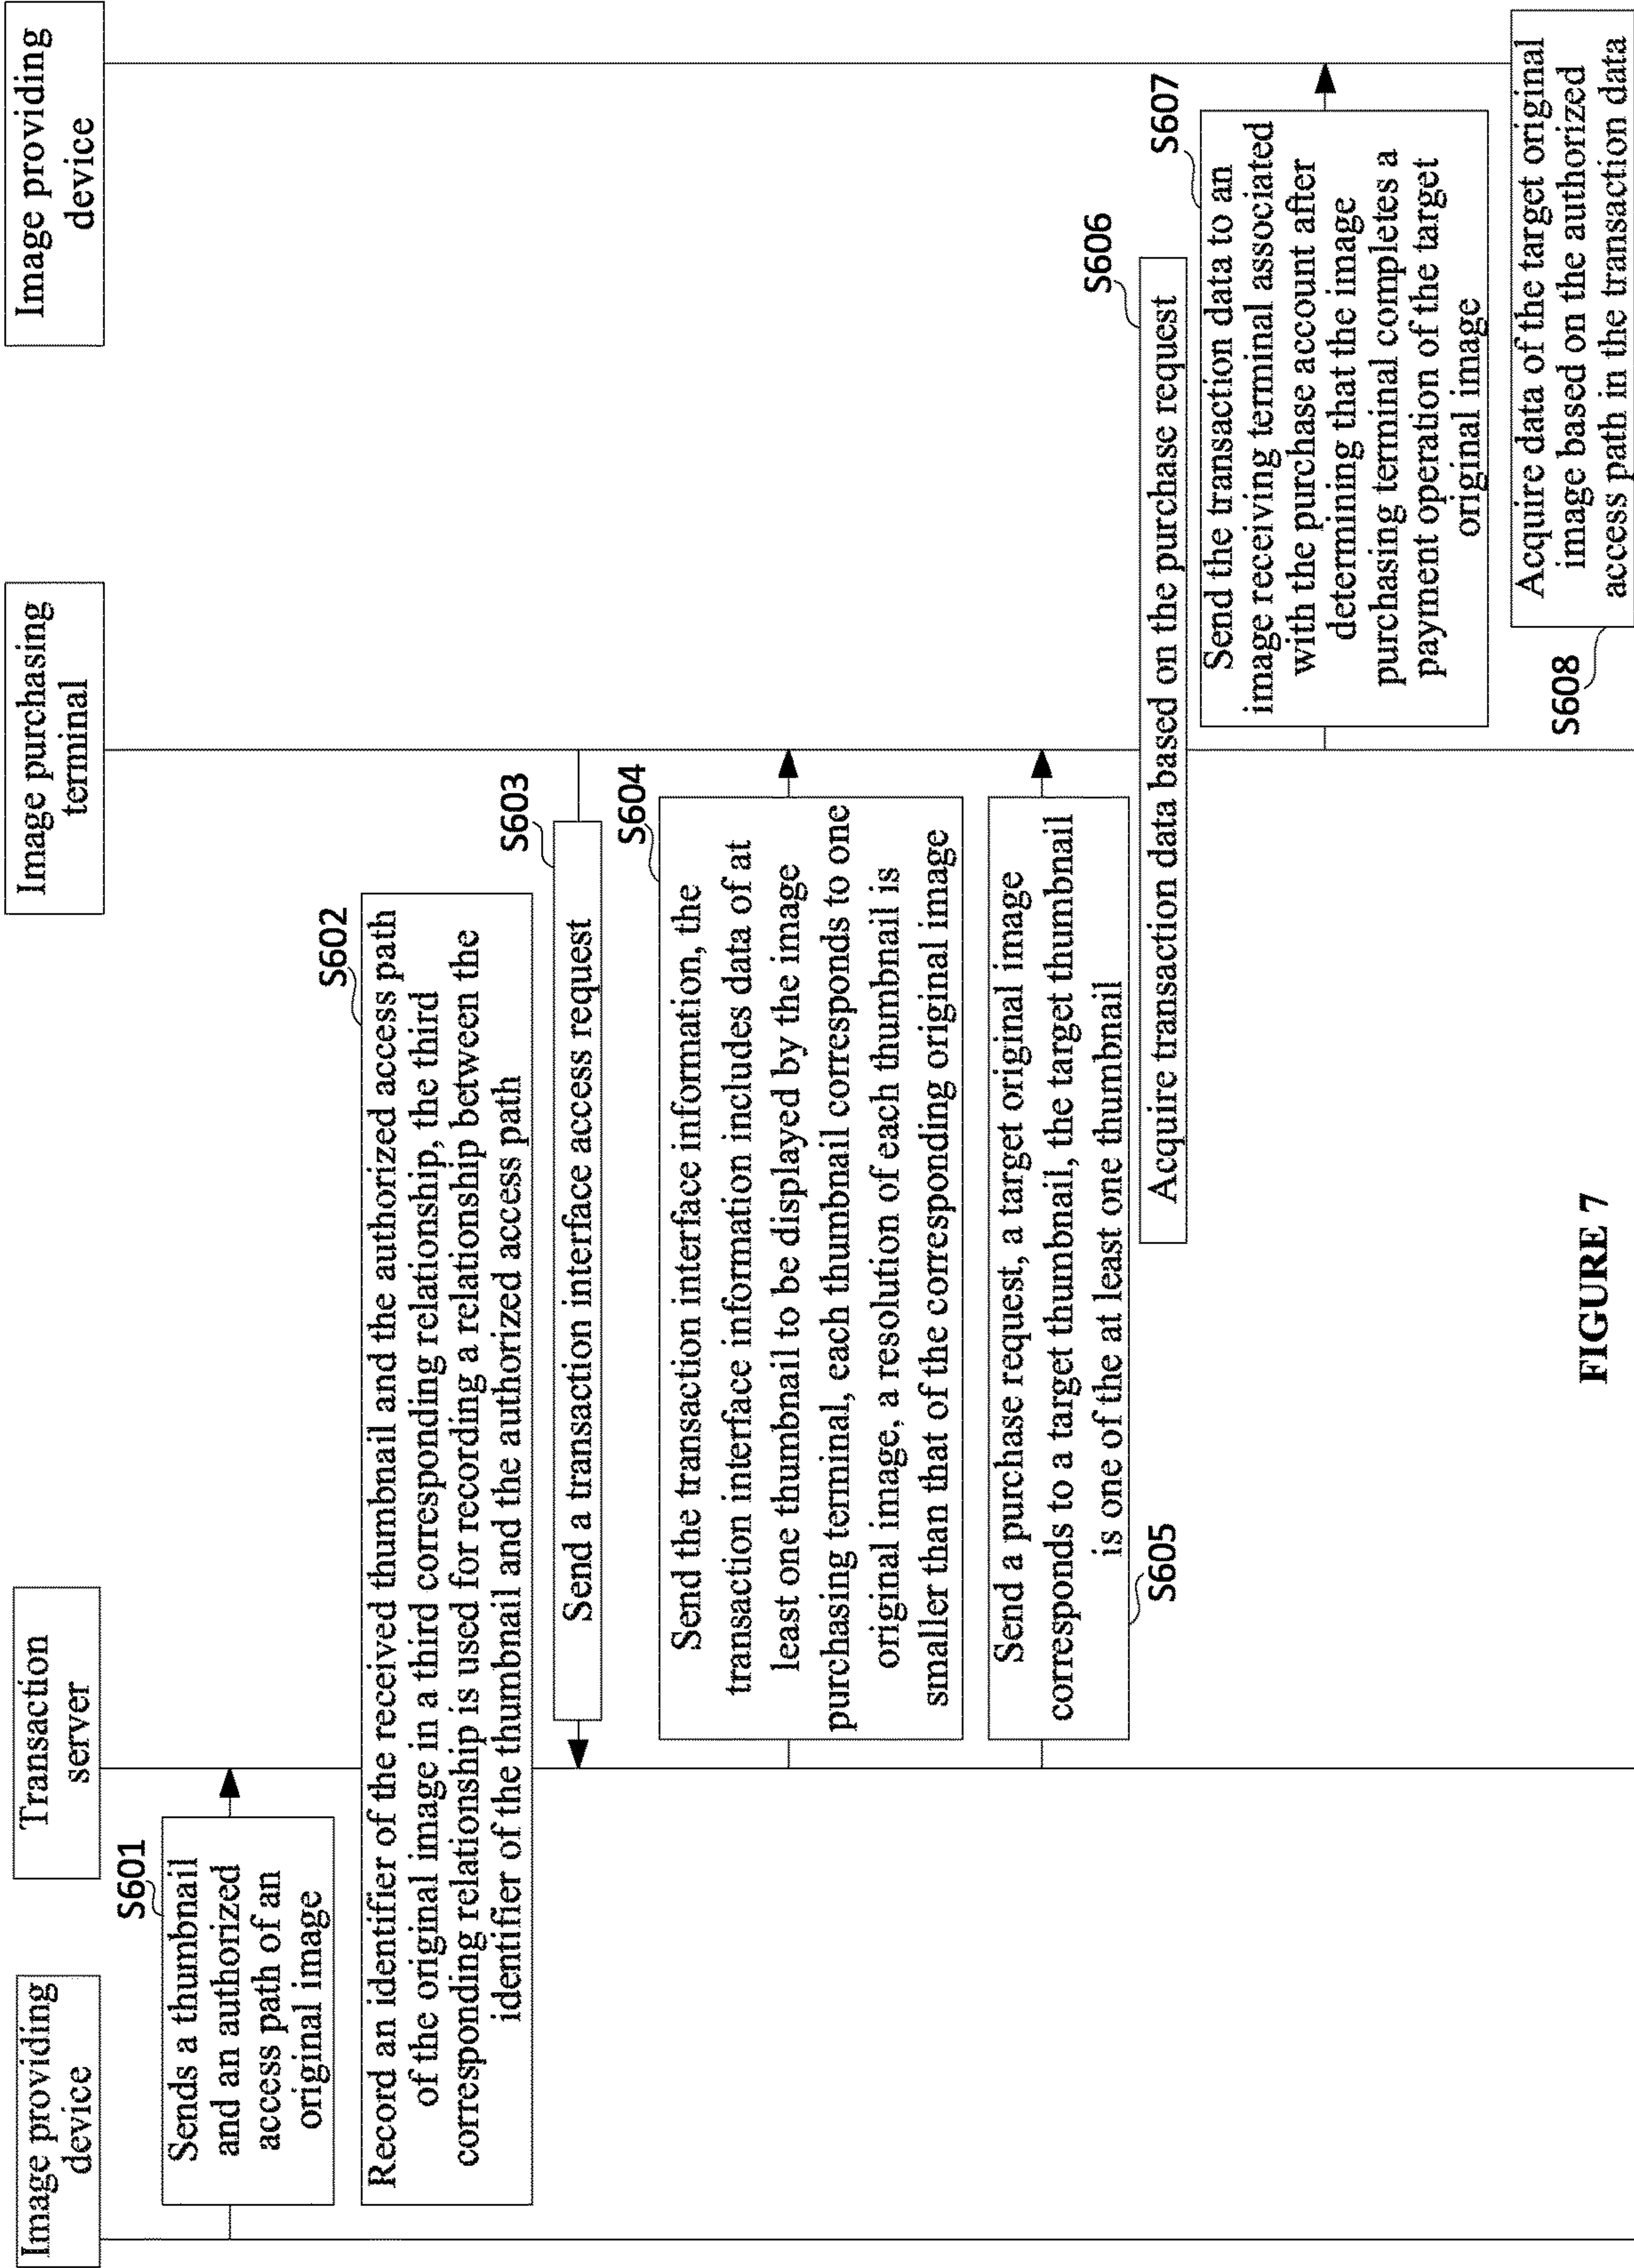 Image providing
device
Transaction
server
Image purchasing
terminal
Image providing
device
S601
Sends a thumbnail
and an authorized
access path of an
original image
S602
Record an identifier of the received thumbnail and the authorized access path
of the original image in a third corresponding relationship, the third
corresponding relationship is used for recording a relationship between the
identifier of the thumbnail and the authorized access path
S603
Send a transaction interface access request
S604
Send the transaction interface information, the
transaction interface information includes data of at
least one thumbnail to be displayed by the image
purchasing terminal, each thumbnail corresponds to one
original image, a resolution of each thumbnail is
smaller than that of the corresponding original image
Send a purchase request, a target original image
corresponds to a target thumbnail, the target thumbnail
is one of the at least one thumbnail
S605
S606
Acquire transaction data based on the purchase request
S607
Send the transaction data to an
image receiving terminal associated
with the purchase account after
determining that the image
purchasing terminal completes a
payment operation of the target
original image
S608
Acquire data of the target original
image based on the authorized
access path in the transaction data
FIGURE 7